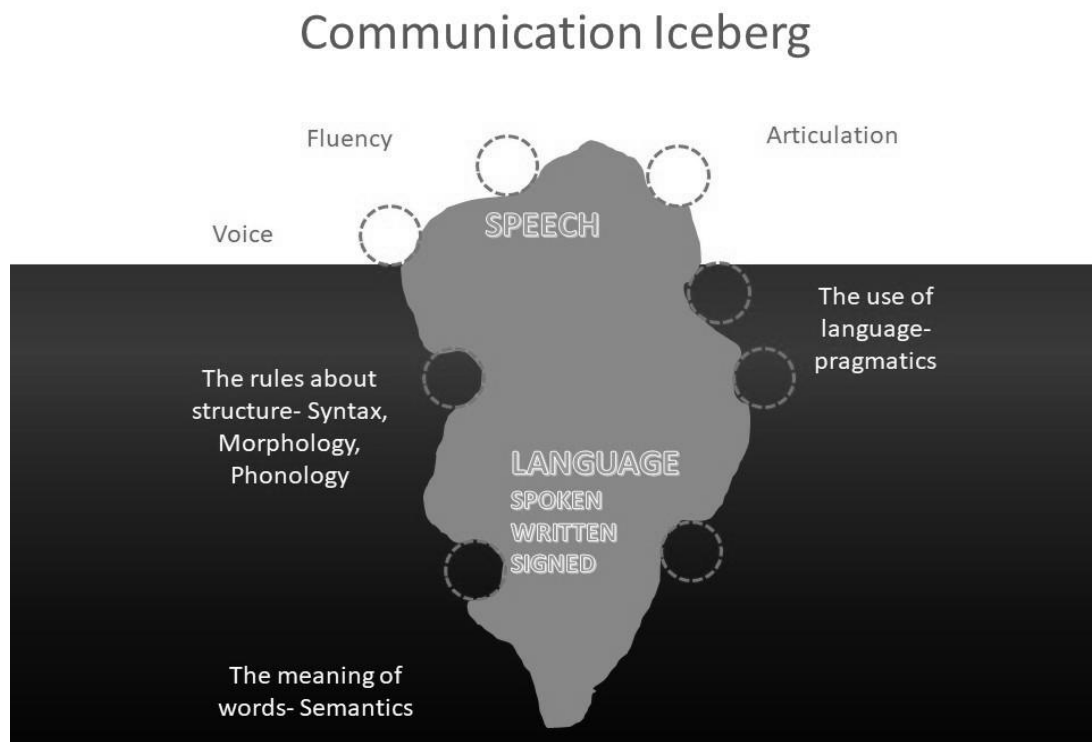 Communication Iceberg
Fluency
Articulation
SPEECH
Voice
The use of
language-
pragmatics
The rules about
structure- Syntax,
Morphology,
Phonology
LANGUAGE
SPOKEN
WRITTEN
SIGNED
The meaning of
words- Semantics